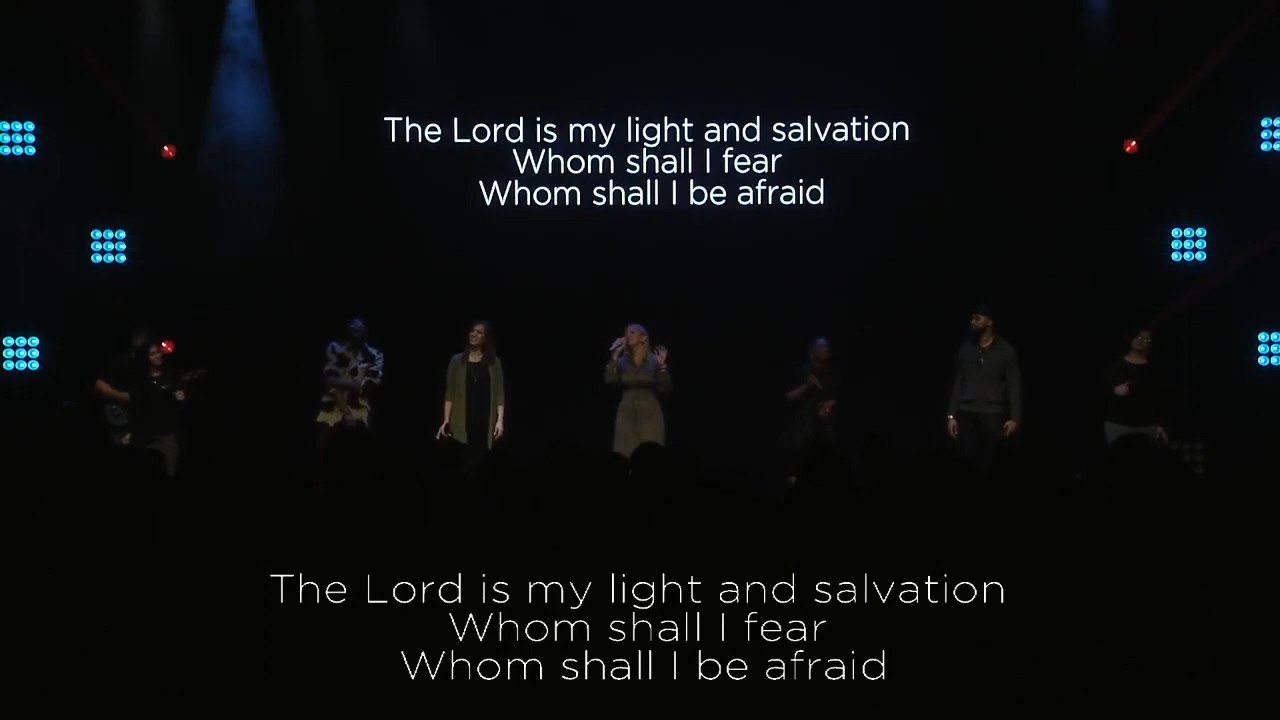 The Lord is my light and salvation
Whom shall I fear
Whom shall I be afraid
The Lord is my light and salvation
Whom shall I fear
Whom shall I be afraid